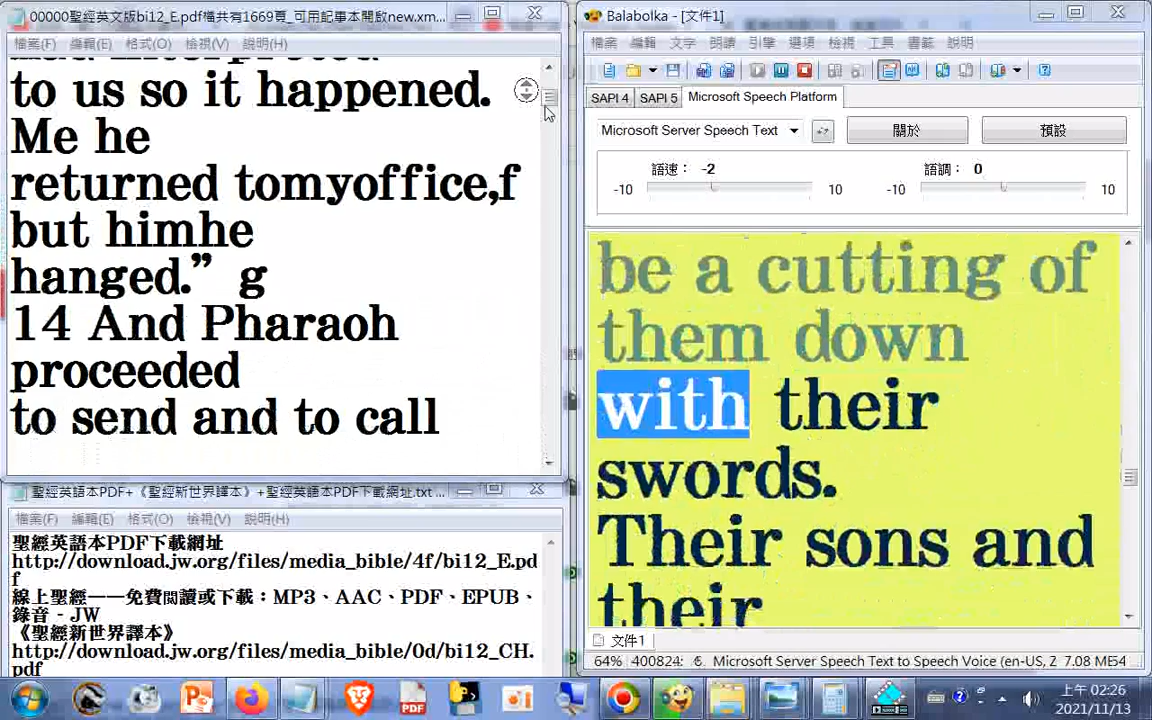 00000聖經英文版bi12_E.pdf檔共有1669頁_可用記事本開啟new.xm...
檔案(F) 編輯(E) 格式(O) 檢視(V) 說明(H)
to us so it happened.
Me he
returned tomyoffice,f
but himhe
hanged.” g
14 And Pharaoh
proceeded
to send and to call
聖經英語本PDF+《聖經新世界譯本》+聖經英語本PDF下載網址.txt ...
檔案(F) 編輯(E) 格式(O) 檢視(V) 說明(H)
聖經英語本PDF下載網址
http://download.jw.org/files/media_bible/4f/bi12_E.pd
f
線上聖經──免費閱讀或下載：MP3、AAC、PDF、EPUB、
錄音 - JW
《聖經新世界譯本》
http://download.jw.org/files/media_bible/0d/bi12_CH.
pdf
Balabolka - [文件1]
檔案 編輯 文字 朗讀 引擎 選項 檢視 工具 書籤 說明
SAPI 4 SAPI 5 Microsoft Speech Platform
Microsoft Server Speech Text 關於 預設
語速： -2 語調： 0
-10 10 -10 10
be a cutting of
them down
with their
swords.
Their sons and
their
文件1
64% 400824: Microsoft Server Speech Text to Speech Voice (en-US, Z 7.08 ME54
上午 02:26
2021/11/13